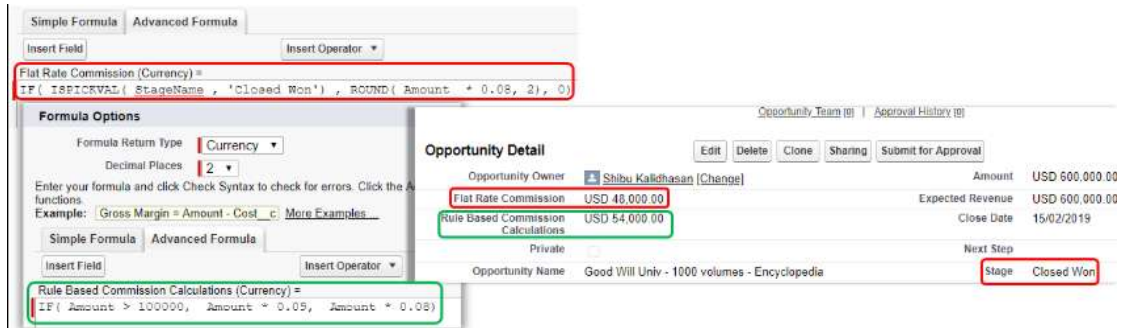 Simple Formula Advanced Formula
Insert Field Insert Operator
Flat Rate Commission (Currency) =
IF( ISPICKVAL( StageName , 'Closed Won') , ROUND( Amount * 0.08, 2), 0)
Formula Options
Formula Return Type Currency
Decimal Places 2
Enter your formula and click Check Syntax to check for errors. Click the A
functions.
Example: Gross Margin = Amount - Cost__c More Examples ...
Simple Formula Advanced Formula
Insert Field Insert Operator
Rule Based Commission Calculations (Currency) =
IF( Amount > 100000, Amount * 0.09, Amount * 0.08)
Opportunity Team [0] | Approval History [0]
Opportunity Detail Edit Delete Clone Sharing Submit for Approval
Opportunity Owner Shibu Kalidhasan [Change] Amount USD 600,000.00
Flat Rate Commission USD 48,000.00 Expected Revenue USD 600,000.00
Rule Based Commission Calculations USD 54,000.00 Close Date 15/02/2019
Private Next Step
Opportunity Name Good Will Univ - 1000 volumes - Encyclopedia Stage Closed Won